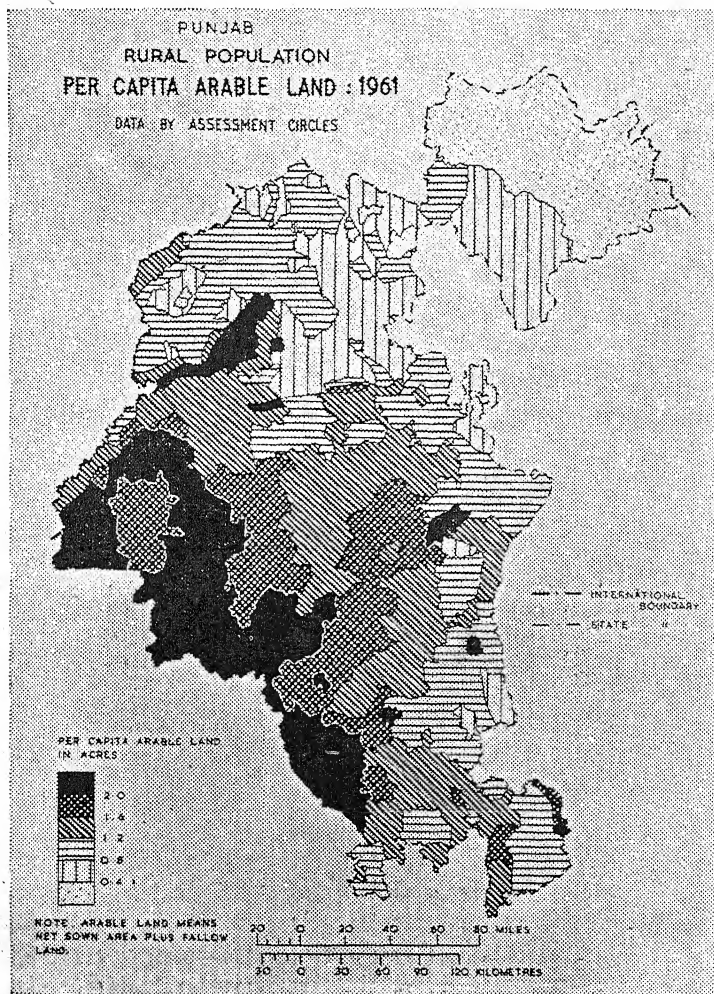 PUNJAB
RURAL POPULATION
PER CAPITA ARABLE LAND : 1961
DATA BY ASSESSMENT CIRCLES
INTERNATIONAL
BOUNDARY
STATE "
PER CAPITA ARABLE LAND
IN ACRES
2.0
1.6
1.2
0.8
0.4
NOTE: ARABLE LAND MEANS
NET SOWN AREA PLUS FALLOW
LAND.
20 0 20 40 60 80 MILES
30 0 30 60 90 120 KILOMETRES